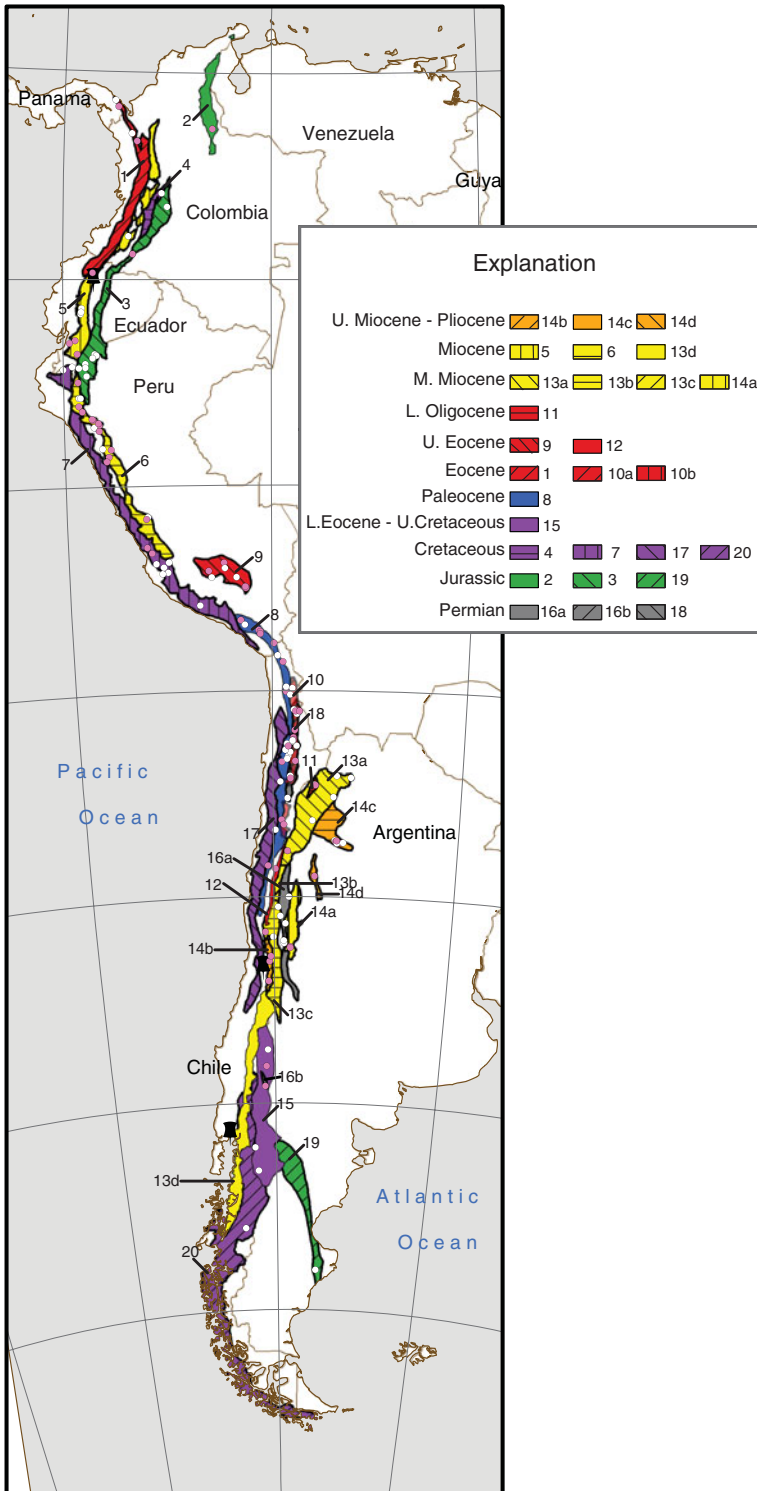 Panama
2
Venezuela
1
4
Guya
Colombia
3
5
Ecuador
Peru
7
6
9
8
10
18
11
13a
14c
Pacific
Ocean
17
Argentina
16a
13b
12
14d
14a
14b
13c
Chile
16b
15
19
13d
Atlantic
Ocean
20
Explanation
U. Miocene - Pliocene 14b 14c 14d
Miocene 5 6 13d
M. Miocene 13a 13b 13c 14a
L. Oligocene 11
U. Eocene 9 12
Eocene 1 10a 10b
Paleocene 8
L.Eocene - U.Cretaceous 15
Cretaceous 4 7 17 20
Jurassic 2 3 19
Permian 16a 16b 18